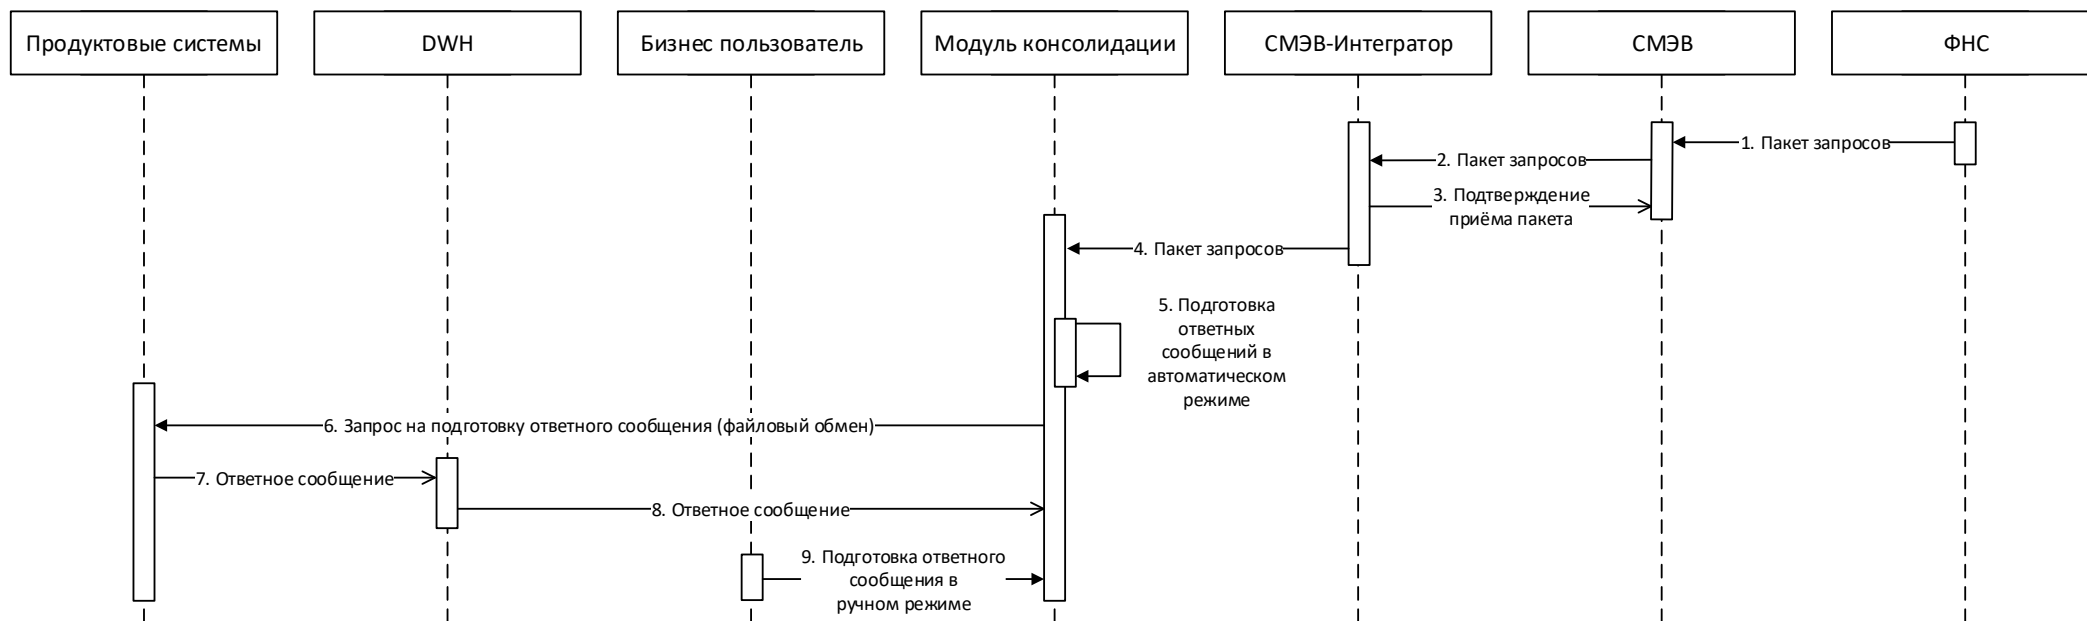 Продуктовые системы
DWH
Бизнес пользователь
Модуль консолидации
СМЭВ-Интегратор
СМЭВ
ФНС
1. Пакет запросов
2. Пакет запросов
3. Подтверждение
приёма пакета
4. Пакет запросов
5. Подготовка
ответных
сообщений в
автоматическом
режиме
6. Запрос на подготовку ответного сообщения (файловый обмен)
7. Ответное сообщение
8. Ответное сообщение
9. Подготовка ответного
сообщения в
ручном режиме